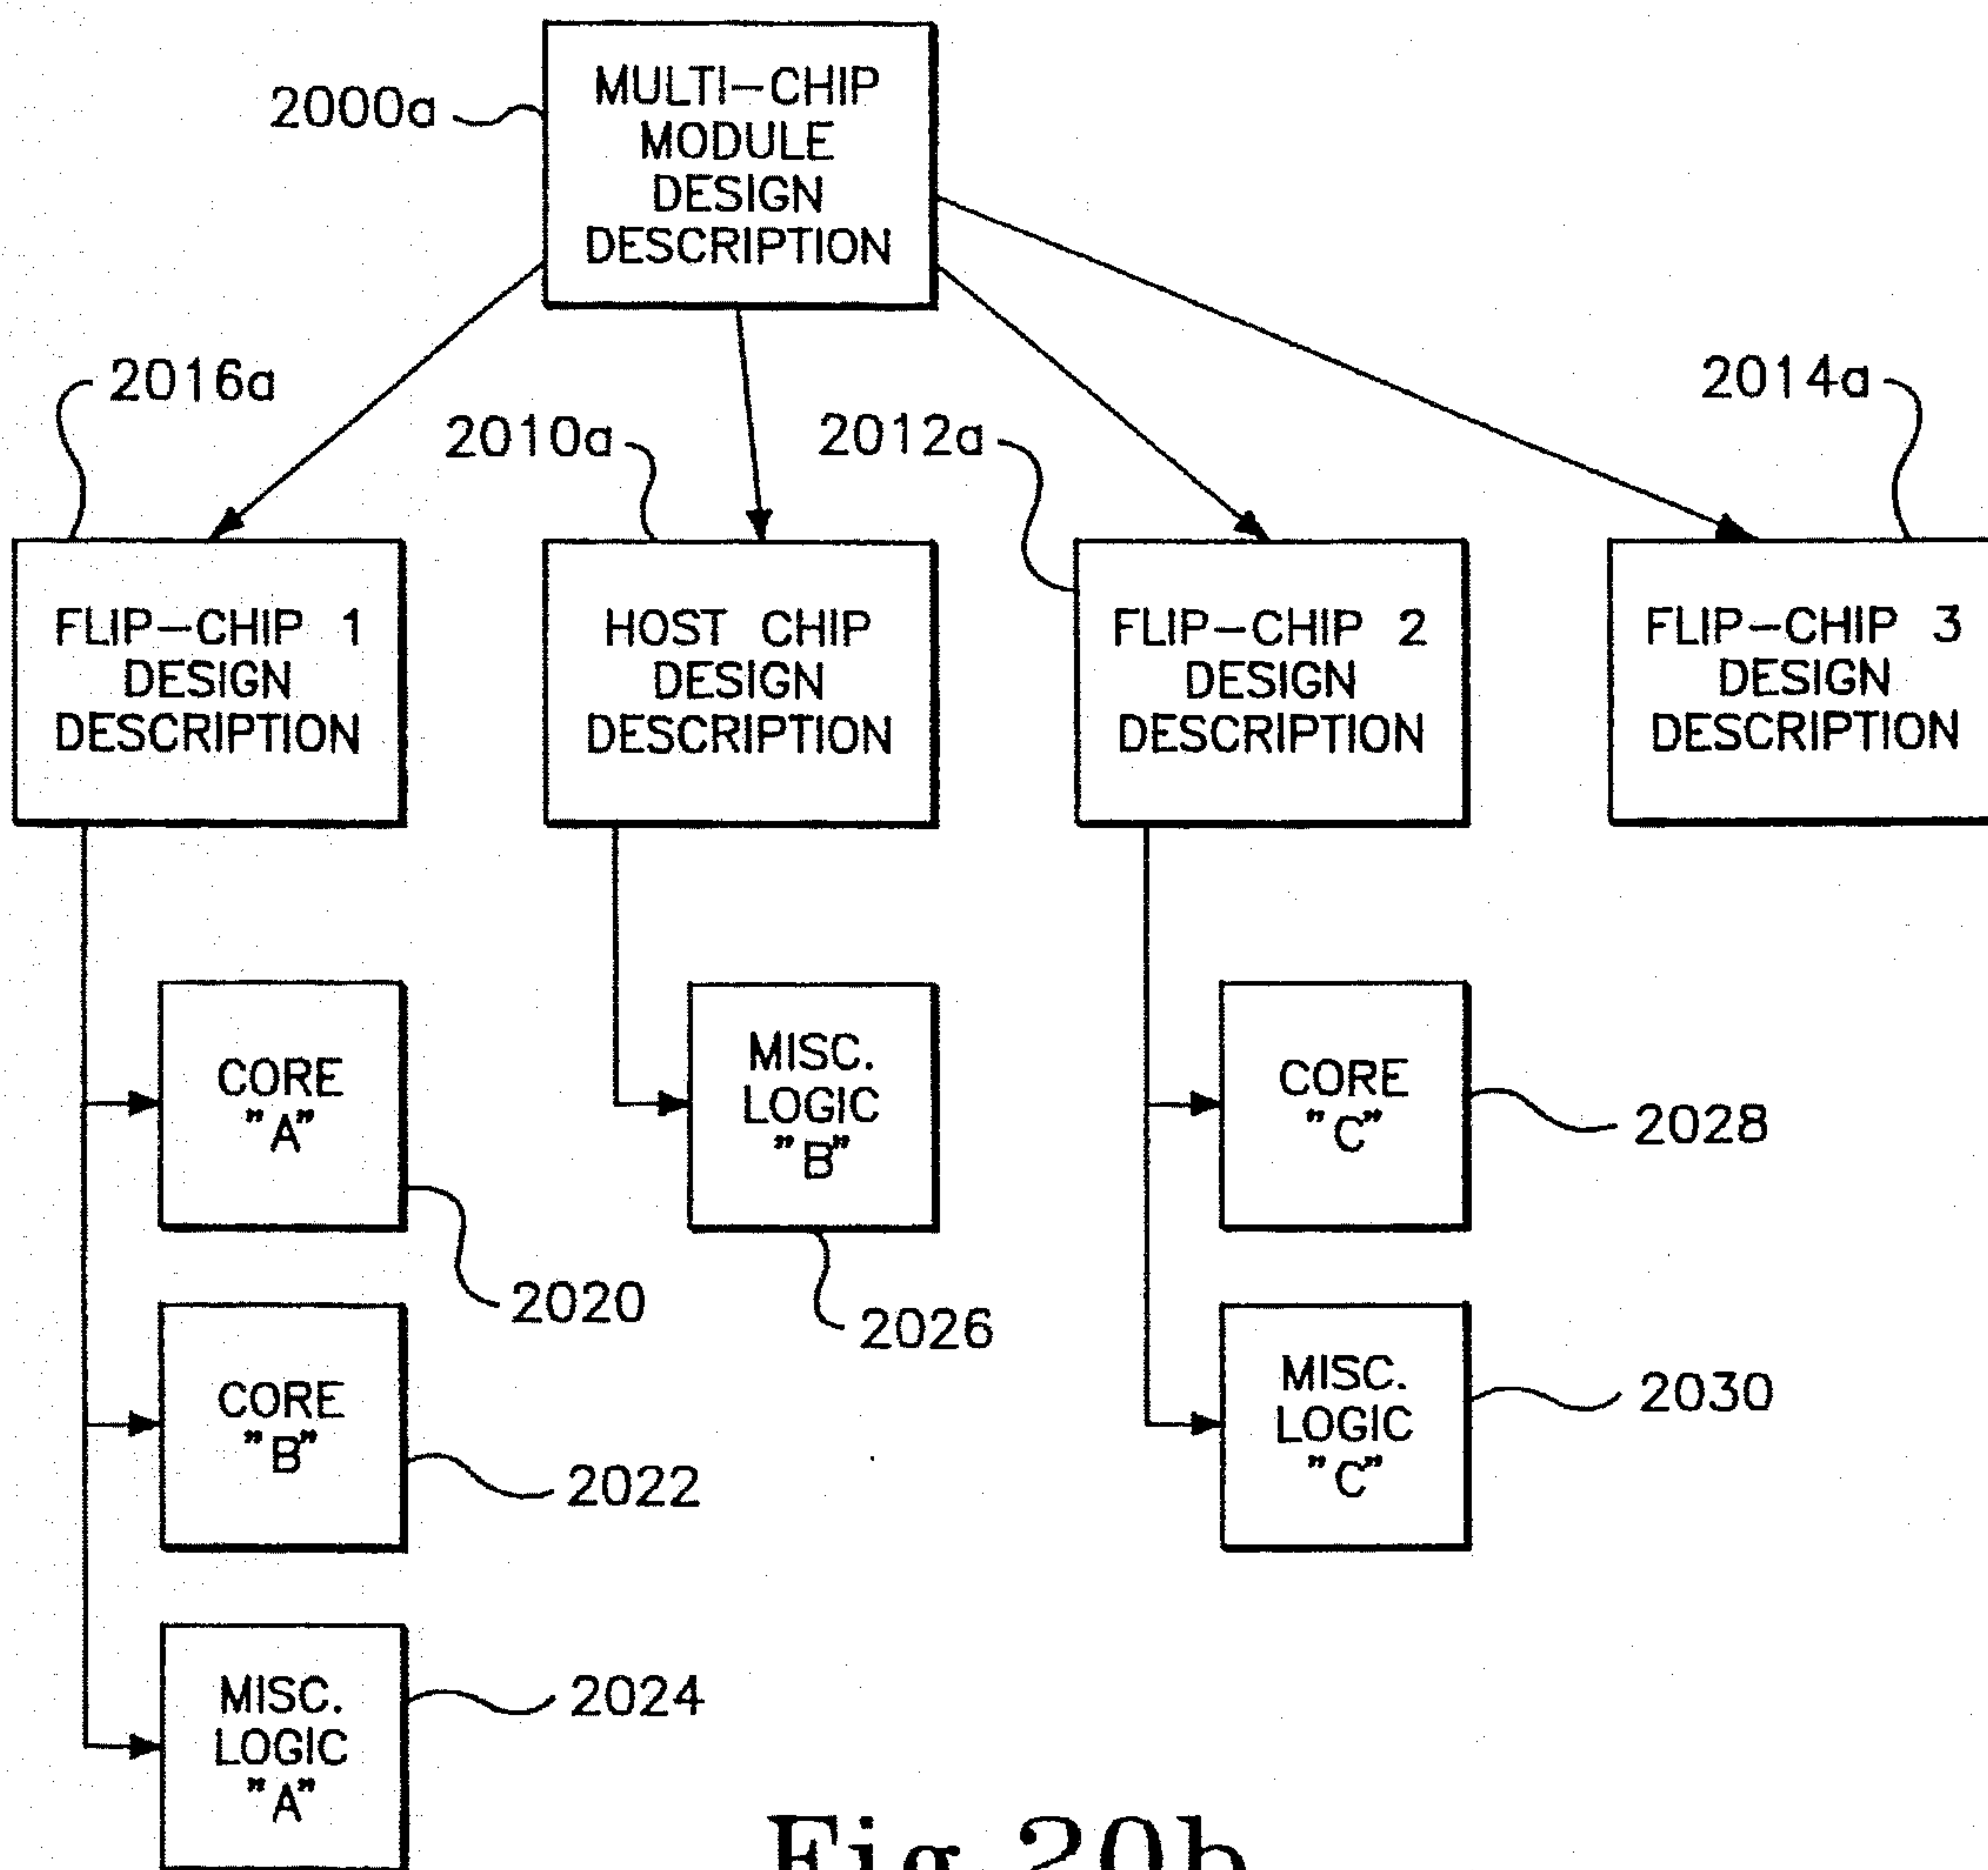 2000a
MULTI-CHIP
MODULE
DESIGN
DESCRIPTION
2016a
2010a
2012a
2014a
FLIP-CHIP 1
DESIGN
DESCRIPTION
HOST CHIP
DESIGN
DESCRIPTION
FLIP-CHIP 2
DESIGN
DESCRIPTION
FLIP-CHIP 3
DESIGN
DESCRIPTION
CORE
"A"
2020
MISC.
LOGIC
"B"
2026
CORE
"C"
2028
CORE
"B"
2022
MISC.
LOGIC
"C"
2030
MISC.
LOGIC
"A"
2024
Fig.20b